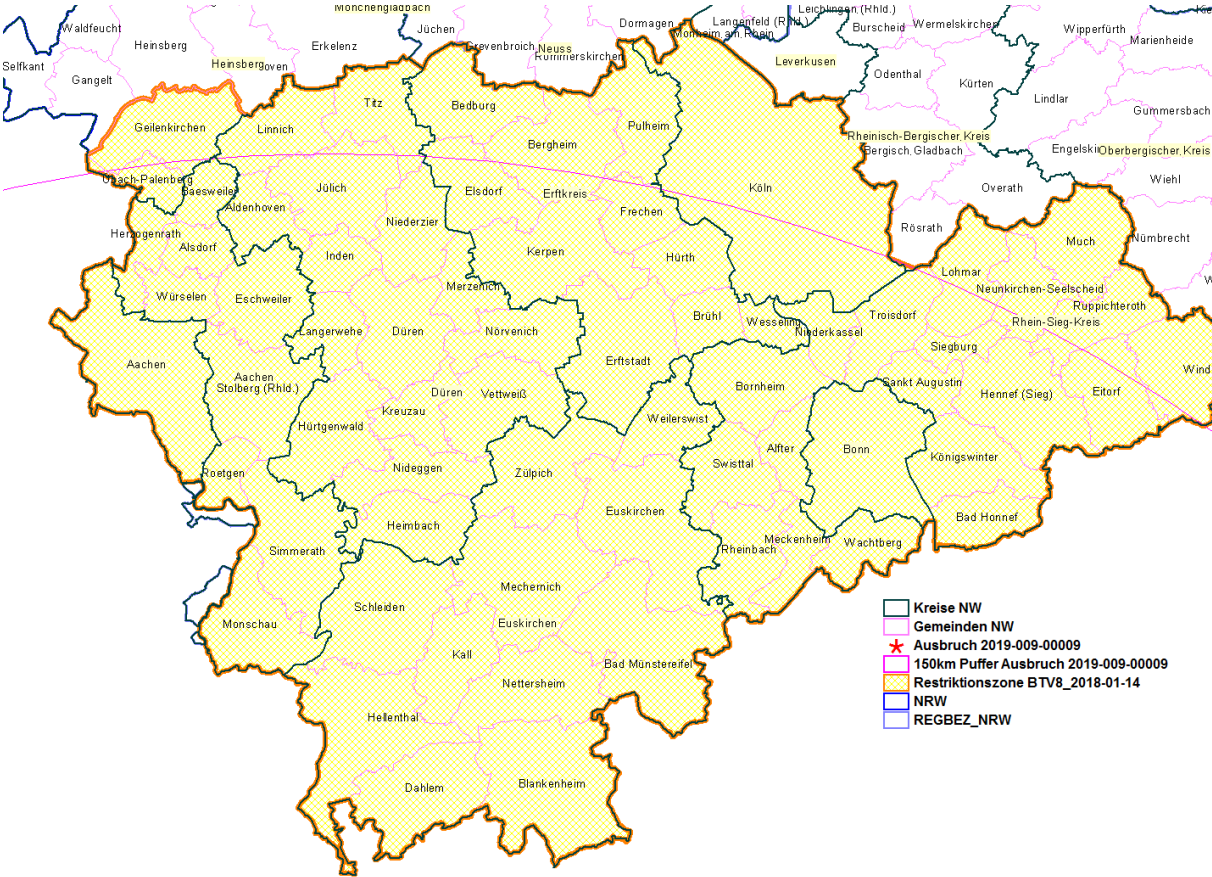 Mönchengladbach
Leichlingen (Rhld.)
Waldfeucht
Jüchen
Dormagen
Langenfeld (Rhld.)
Burscheid
Wermelskirchen
Wipperfürth
Monheim am Rhein
Marienheide
Heinsberg
Erkelenz
Grevenbroich
Neuss
Rommerskirchen
Leverkusen
Selfkant
Heinsberg
Gangelt
Odenthal
Kürten
Lindlar
Titz
Bedburg
Gummersbach
Geilenkirchen
Linnich
Pulheim
Rheinisch-Bergischer Kreis
Bergheim
Bergisch Gladbach
Oberbergischer Kreis
Übach-Palenberg
Baesweiler
Jülich
Elsdorf
Erftkreis
Köln
Overath
Wiehl
Aldenhoven
Niederzier
Frechen
Herzogenrath
Rösrath
Alsdorf
Inden
Kerpen
Hürth
Much
Nümbrecht
Lohmar
Würselen
Eschweiler
Merzenich
Neunkirchen-Seelscheid
Ruppichteroth
Langerwehe
Düren
Nörvenich
Brühl
Wesseling
Niederkassel
Troisdorf
Rhein-Sieg-Kreis
Siegburg
Aachen
Aachen
Stolberg (Rhld.)
Erftstadt
Wind
Sankt Augustin
Düren
Vettweiß
Bornheim
Hennef (Sieg)
Eitorf
Kreuzau
Weilerswist
Hürtgenwald
Alfter
Bonn
Königswinter
Roetgen
Nideggen
Zülpich
Swisttal
Euskirchen
Bad Honnef
Heimbach
Simmerath
Rheinbach
Meckenheim
Wachtberg
Mechernich
Schleiden
Monschau
Euskirchen
Kall
Bad Münstereifel
Nettersheim
Hellenthal
Dahlem
Blankenheim
Kreise NW
Gemeinden NW
Ausbruch 2019-009-00009
150km Puffer Ausbruch 2019-009-00009
Restriktionszone BTV8_2018-01-14
NRW
REGBEZ_NRW